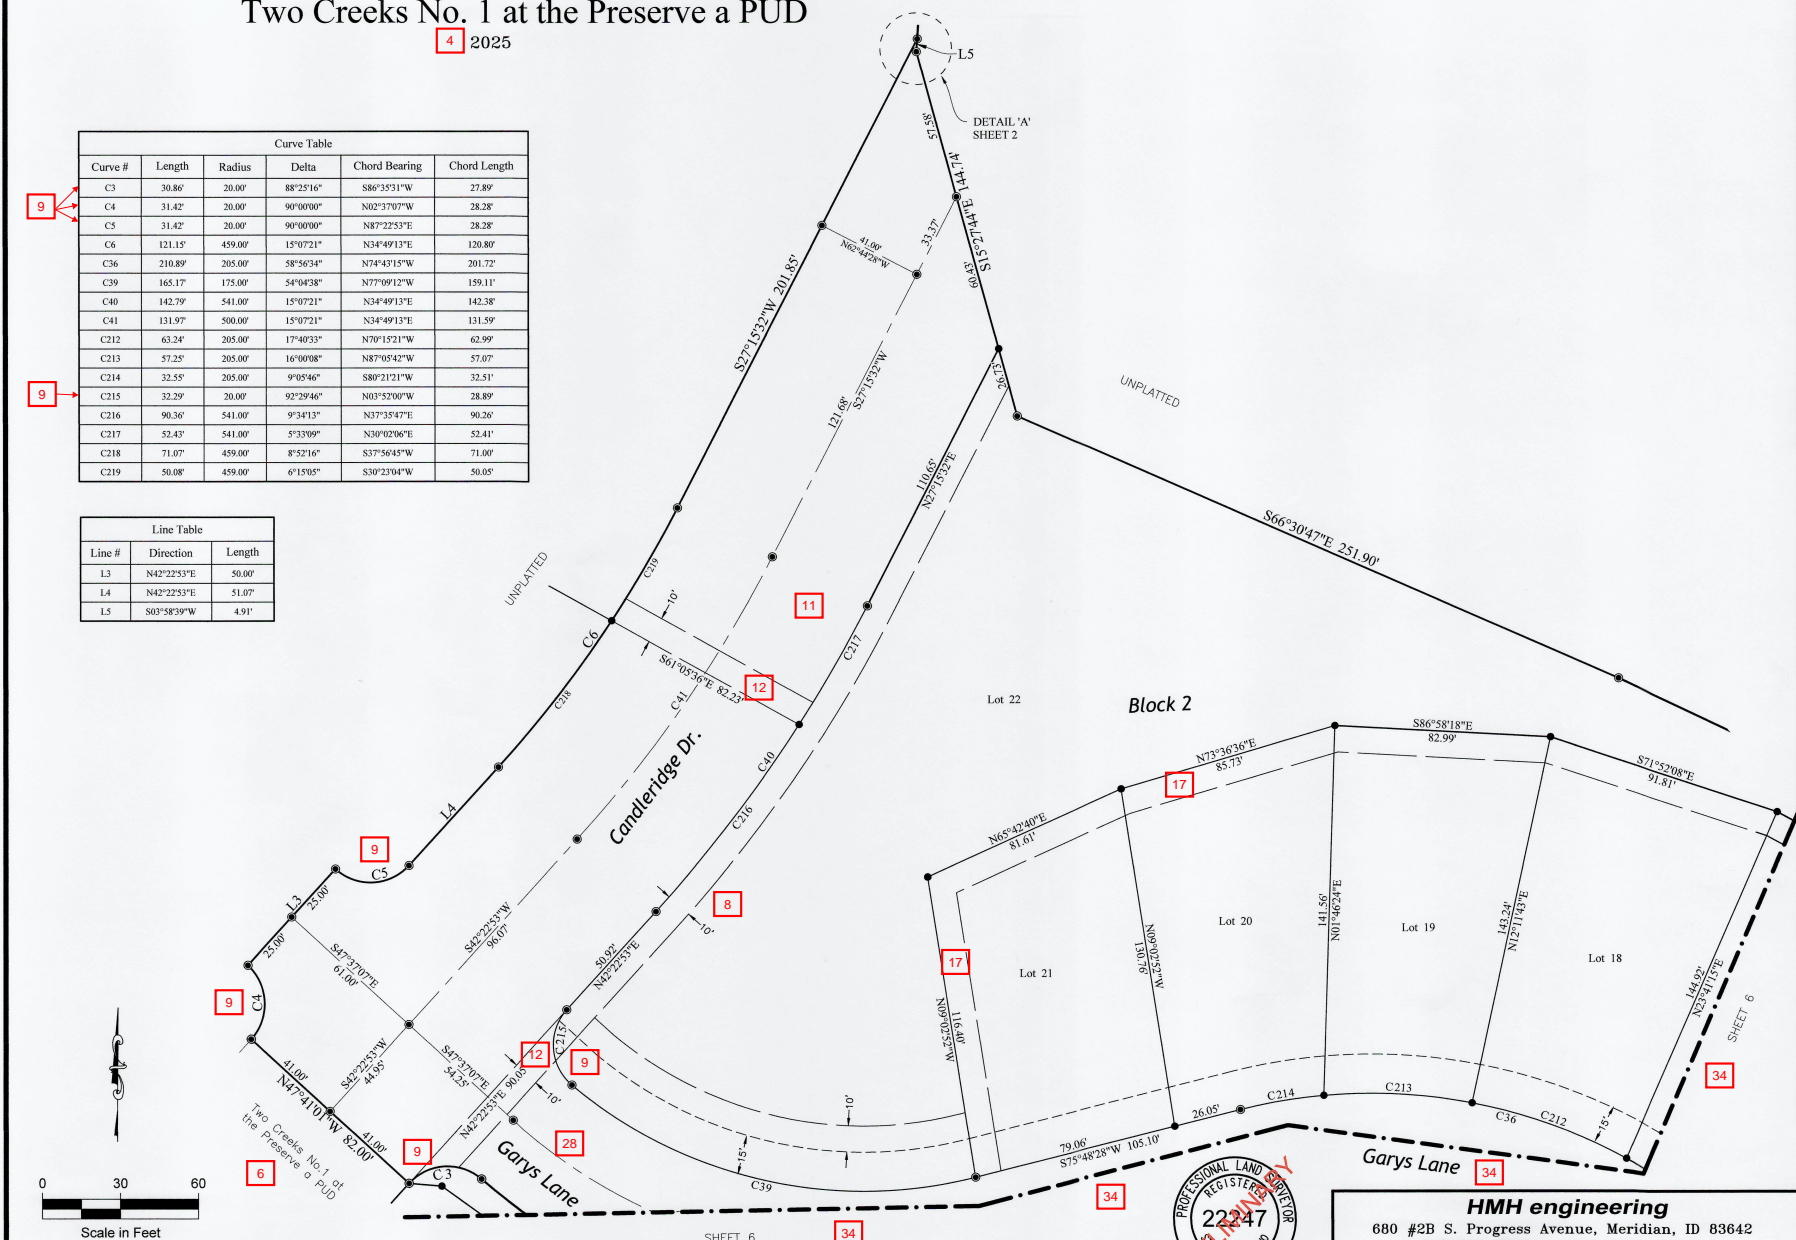 Two Creeks No. 1 at the Preserve a PUD
4 2025
L5
DETAIL 'A'
SHEET 2
Curve Table
Curve # Length Radius Delta Chord Bearing Chord Length
C3 30.86' 20.00' 88°25'16" S86°35'31"W 27.89'
C4 31.42' 20.00' 90°00'00" N02°37'07"W 28.28'
C5 31.42' 20.00' 90°00'00" N87°22'53"E 28.28'
C6 121.15' 459.00' 15°07'21" N34°49'13"E 120.80'
C36 210.89' 205.00' 58°56'34" N74°43'15"W 201.72'
C39 165.17' 175.00' 54°04'38" N77°09'12"W 159.11'
C40 142.79' 541.00' 15°07'21" N34°49'13"E 142.38'
C41 131.97' 500.00' 15°07'21" N34°49'13"E 131.59'
C212 63.24' 205.00' 17°40'33" N70°15'21"W 62.99'
C213 57.25' 205.00' 16°00'08" N87°05'42"W 57.07'
C214 32.55' 205.00' 9°05'46" S80°21'21"W 32.51'
C215 32.29' 20.00' 92°29'46" N03°52'00"W 28.89'
C216 90.36' 541.00' 9°34'13" N37°35'47"E 90.26'
C217 52.43' 541.00' 5°33'09" N30°02'06"E 52.41'
C218 71.07' 459.00' 8°52'16" S37°56'45"W 71.00'
C219 50.08' 459.00' 6°15'05" S30°23'04"W 50.05'
9
9
Line Table
Line # Direction Length
L3 N42°22'53"E 50.00'
L4 N42°22'53"E 51.07'
L5 S03°58'39"W 4.91'
57.58'
S15°27'44"E 144.74'
33.37'
60.43'
41.00'
N62°44'28"W
S27°15'32"W 201.85'
121.68'
S27°15'32"W
26.73'
UNPLATTED
110.65'
N27°15'32"E
S66°30'47"E 251.90'
UNPLATTED
C219
10'
11
C6
C217
S61°05'36"E 82.23'
12
C41
C218
Lot 22
Block 2
C40
Candleridge Dr.
C216
L4
N73°36'36"E
85.73'
17
S86°58'18"E
82.99'
S71°52'08"E
91.81'
N65°42'40"E
81.61'
9
C5
L3
25.00'
25.00'
8
10'
S42°22'53"W
96.07'
S47°37'07"E
61.00'
50.92'
N42°22'53"E
17
Lot 21
Lot 20
Lot 19
Lot 18
N09°02'52"W
130.76'
141.56'
N01°46'24"E
143.24'
N12°11'43"E
144.92'
N23°41'15"E
SHEET 6
34
116.40'
N09°02'52"W
9
C4
C215
12
9
90.05'
N42°22'53"E
10'
S42°22'53"W
44.95'
S47°37'07"E
54.25'
41.00'
N47°41'01"W 82.00'
41.00'
Two Creeks No.1 at
the Preserve a PUD
6
9
C3
28
Garys Lane
10'
15'
C39
79.06'
S75°48'28"W 105.10'
26.05'
C214
C213
C36
C212
15'
Garys Lane
34
34
34
SHEET 6
0 30 60
Scale in Feet
PROFESSIONAL LAND SURVEYOR
REGISTERED
22247
HMH engineering
680 #2B S. Progress Avenue, Meridian, ID 83642